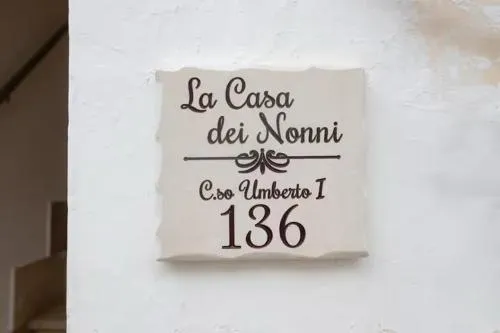 La Casa
dei Nonni
C.so Umberto I
136